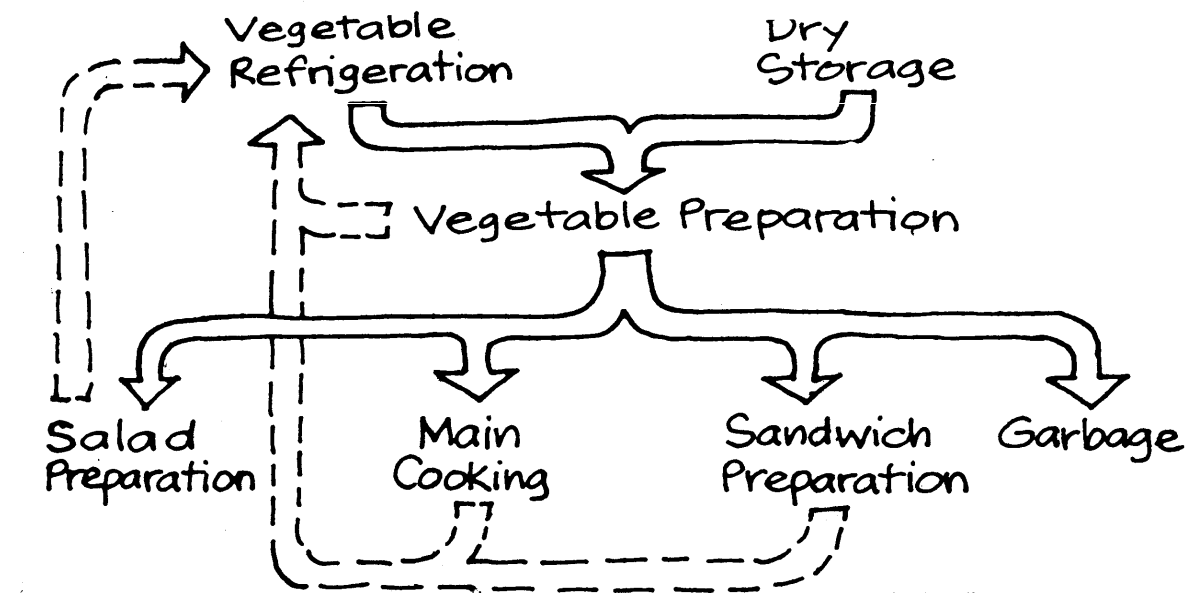 Vegetable
Refrigeration
Dry
Storage
Vegetable Preparation
Salad
Preparation
Main
Cooking
Sandwich
Preparation
Garbage